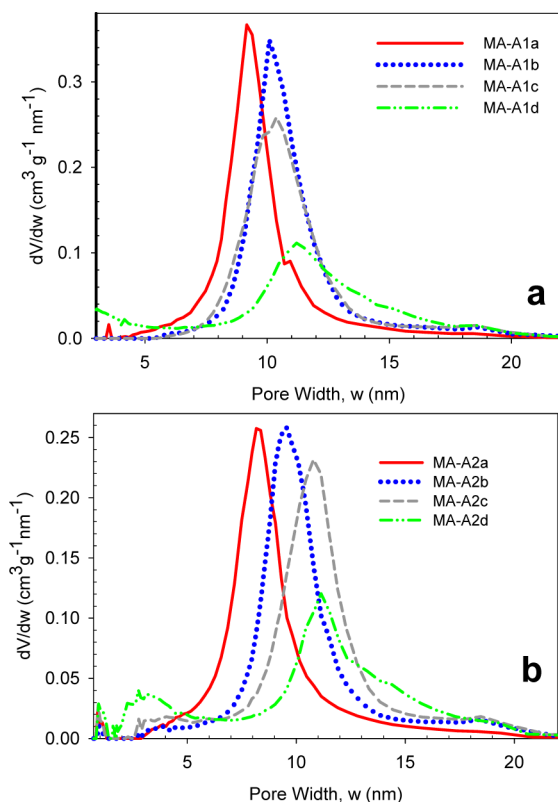 MA-A1a
MA-A1b
MA-A1c
MA-A1d
0.3
0.2
0.1
0.0
dV/dw (cm³ g⁻¹ nm⁻¹)
a
5 10 15 20
Pore Width, w (nm)
MA-A2a
MA-A2b
MA-A2c
MA-A2d
0.25
0.20
0.15
0.10
0.05
0.00
dV/dw (cm³g⁻¹nm⁻¹)
b
5 10 15 20
Pore Width, w (nm)